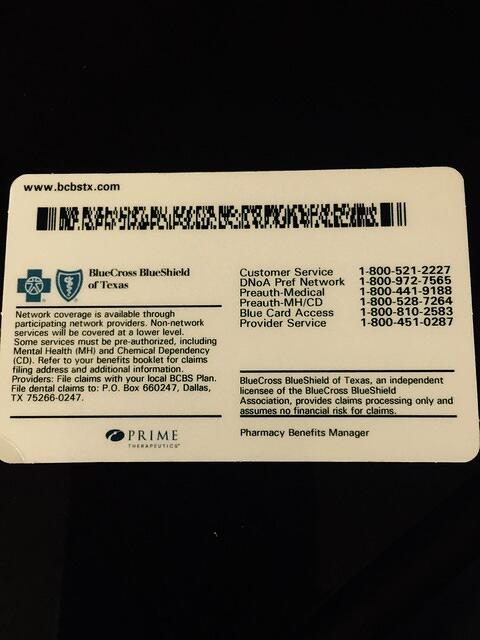 www.bcbstx.com
BlueCross BlueShield
of Texas
Network coverage is available through
participating network providers. Non-network
services will be covered at a lower level.
Some services must be pre-authorized, including
Mental Health (MH) and Chemical Dependency
(CD). Refer to your benefits booklet for claims
filing address and additional information.
Providers: File claims with your local BCBS Plan.
File dental claims to: P.O. Box 660247, Dallas,
TX 75266-0247.
Customer Service 1-800-521-2227
DNoA Pref Network 1-800-972-7565
Preauth-Medical 1-800-441-9188
Preauth-MH/CD 1-800-528-7264
Blue Card Access 1-800-810-2583
Provider Service 1-800-451-0287
BlueCross BlueShield of Texas, an independent
licensee of the BlueCross BlueShield
Association, provides claims processing only and
assumes no financial risk for claims.
PRIME
THERAPEUTICS
Pharmacy Benefits Manager